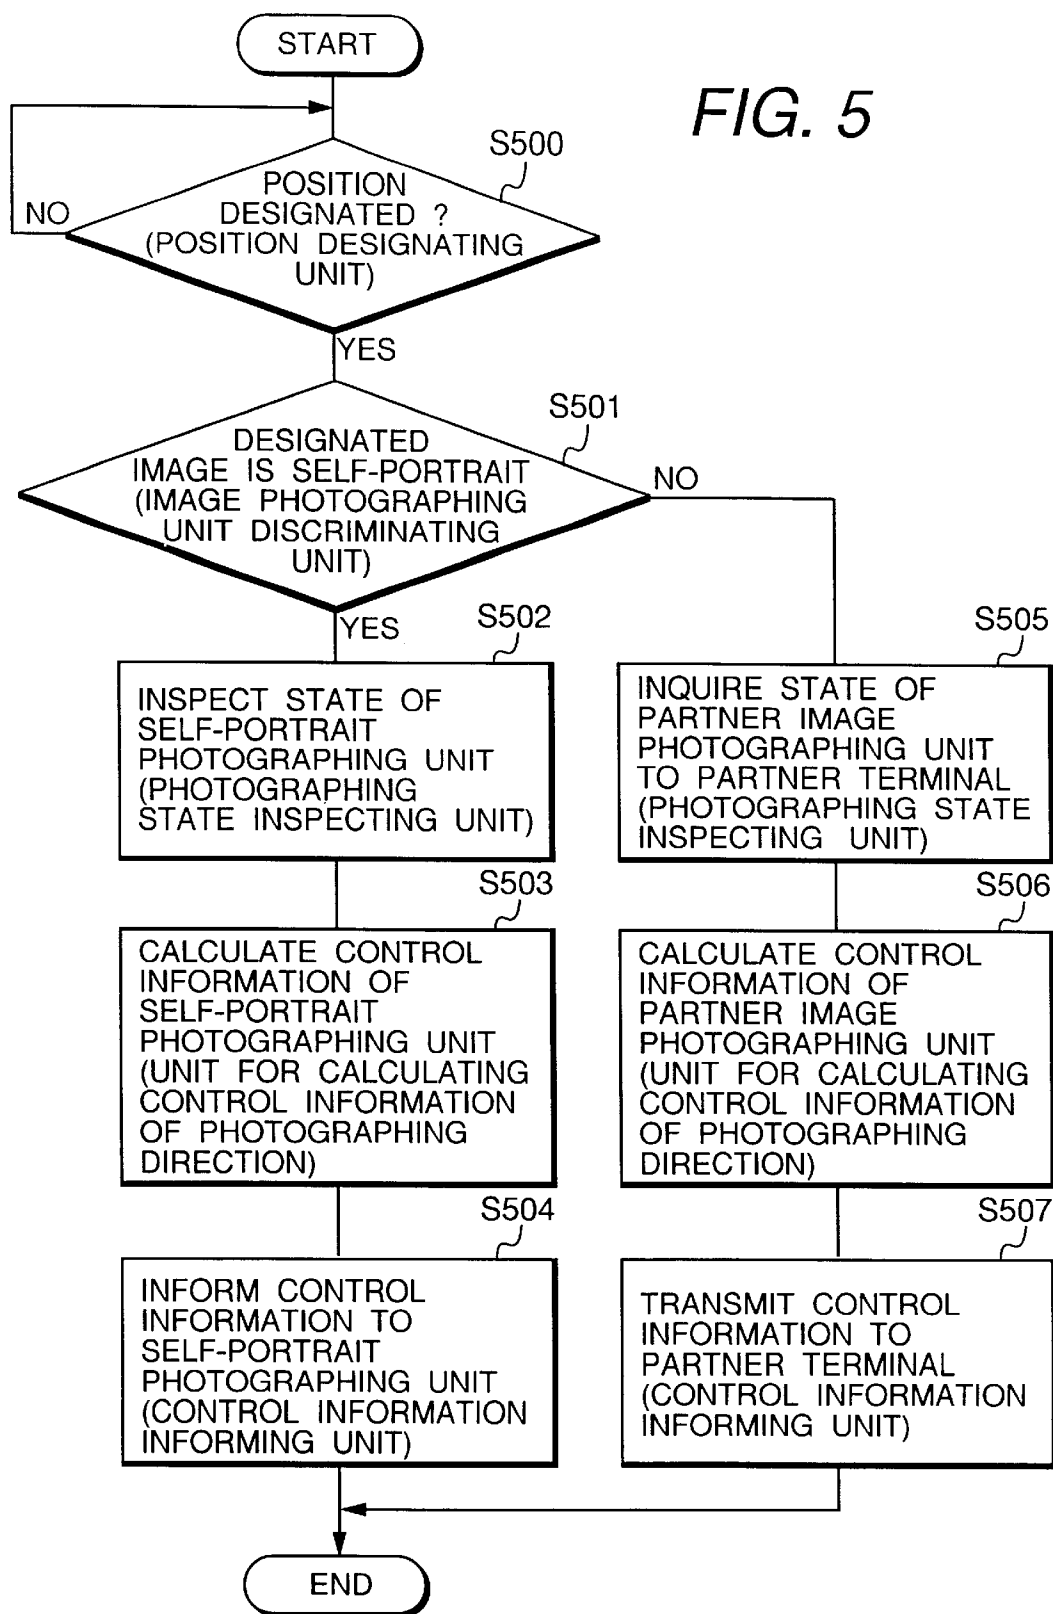 START
FIG. 5
S500
POSITION
DESIGNATED ?
(POSITION DESIGNATING
UNIT)
NO
YES
S501
DESIGNATED
IMAGE IS SELF-PORTRAIT
(IMAGE PHOTOGRAPHING
UNIT DISCRIMINATING
UNIT)
NO
YES
S502
INSPECT STATE OF
SELF-PORTRAIT
PHOTOGRAPHING UNIT
(PHOTOGRAPHING
STATE INSPECTING UNIT)
S503
CALCULATE CONTROL
INFORMATION OF
SELF-PORTRAIT
PHOTOGRAPHING UNIT
(UNIT FOR CALCULATING
CONTROL INFORMATION
OF PHOTOGRAPHING
DIRECTION)
S504
INFORM CONTROL
INFORMATION TO
SELF-PORTRAIT
PHOTOGRAPHING UNIT
(CONTROL INFORMATION
INFORMING UNIT)
S505
INQUIRE STATE OF
PARTNER IMAGE
PHOTOGRAPHING UNIT
TO PARTNER TERMINAL
(PHOTOGRAPHING STATE
INSPECTING UNIT)
S506
CALCULATE CONTROL
INFORMATION OF
PARTNER IMAGE
PHOTOGRAPHING UNIT
(UNIT FOR CALCULATING
CONTROL INFORMATION
OF PHOTOGRAPHING
DIRECTION)
S507
TRANSMIT CONTROL
INFORMATION TO
PARTNER TERMINAL
(CONTROL INFORMATION
INFORMING UNIT)
END